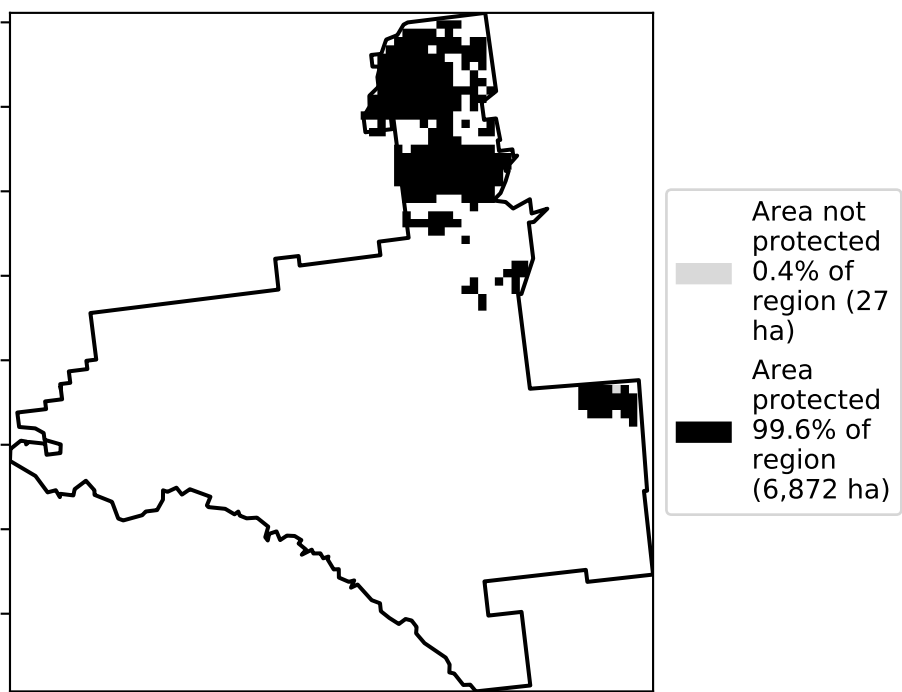 Area not
protected
0.4% of
region (27
ha)
Area
protected
99.6% of
region
(6,872 ha)